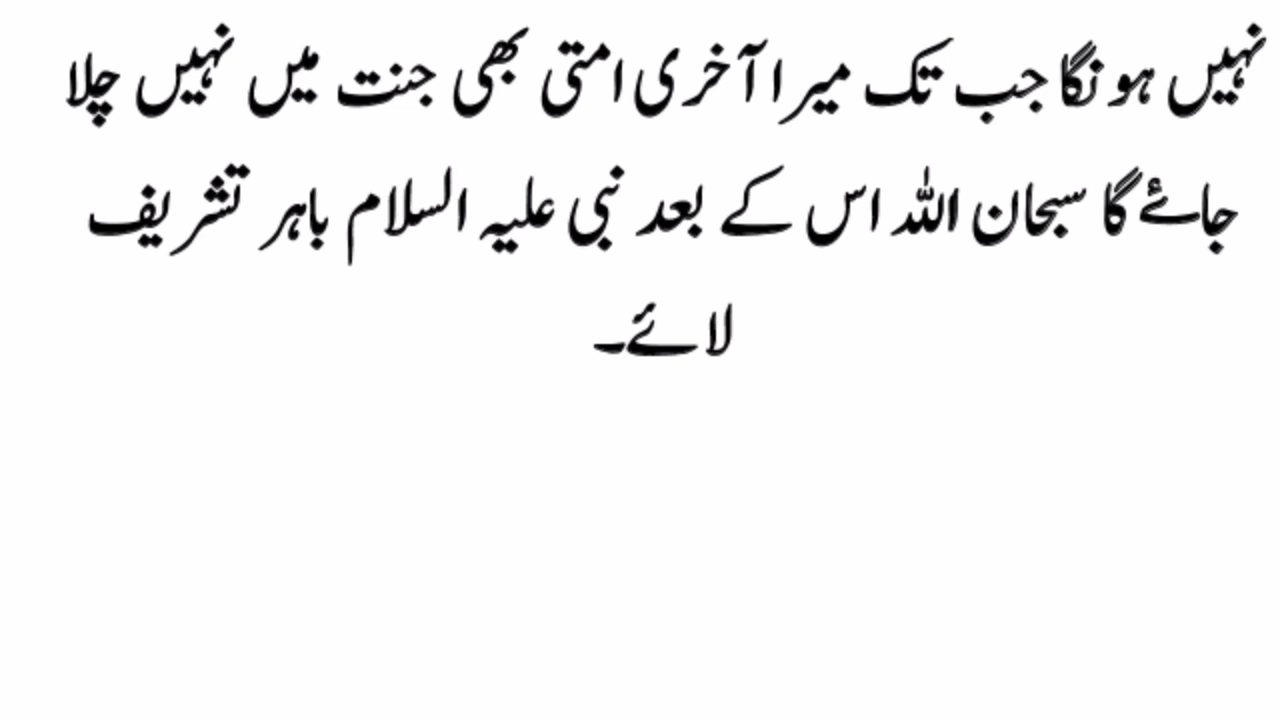 نہیں ہونگا جب تک میرا آخری امتی بھی جنت میں نہیں چلا
جائے گا سبحان اللہ اس کے بعد نبی علیہ السلام باہر تشریف
لائے۔